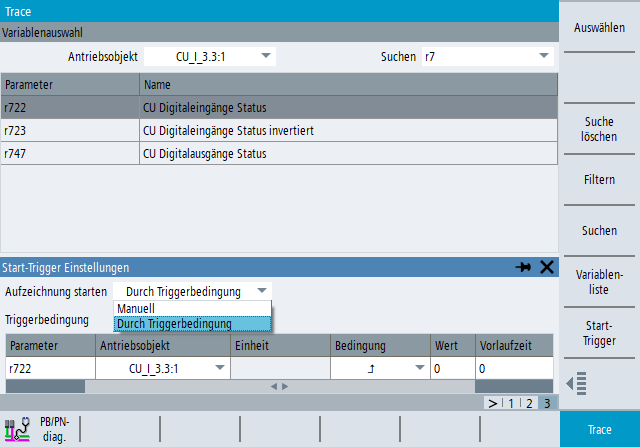 Trace
Variablenauswahl
Antriebsobjekt CU_I_3.3:1 Suchen r7
Parameter Name
r722 CU Digitaleingänge Status
r723 CU Digitaleingänge Status invertiert
r747 CU Digitalausgänge Status
Start-Trigger Einstellungen
Aufzeichnung starten Durch Triggerbedingung
Manuell
Durch Triggerbedingung
Triggerbedingung
Parameter Antriebsobjekt Einheit Bedingung Wert Vorlaufzeit
r722 CU_I_3.3:1 0 0
> 1 2 3
Auswählen
Suche
löschen
Filtern
Suchen
Variablen-
liste
Start-
Trigger
PB/PN-
diag.
Trace